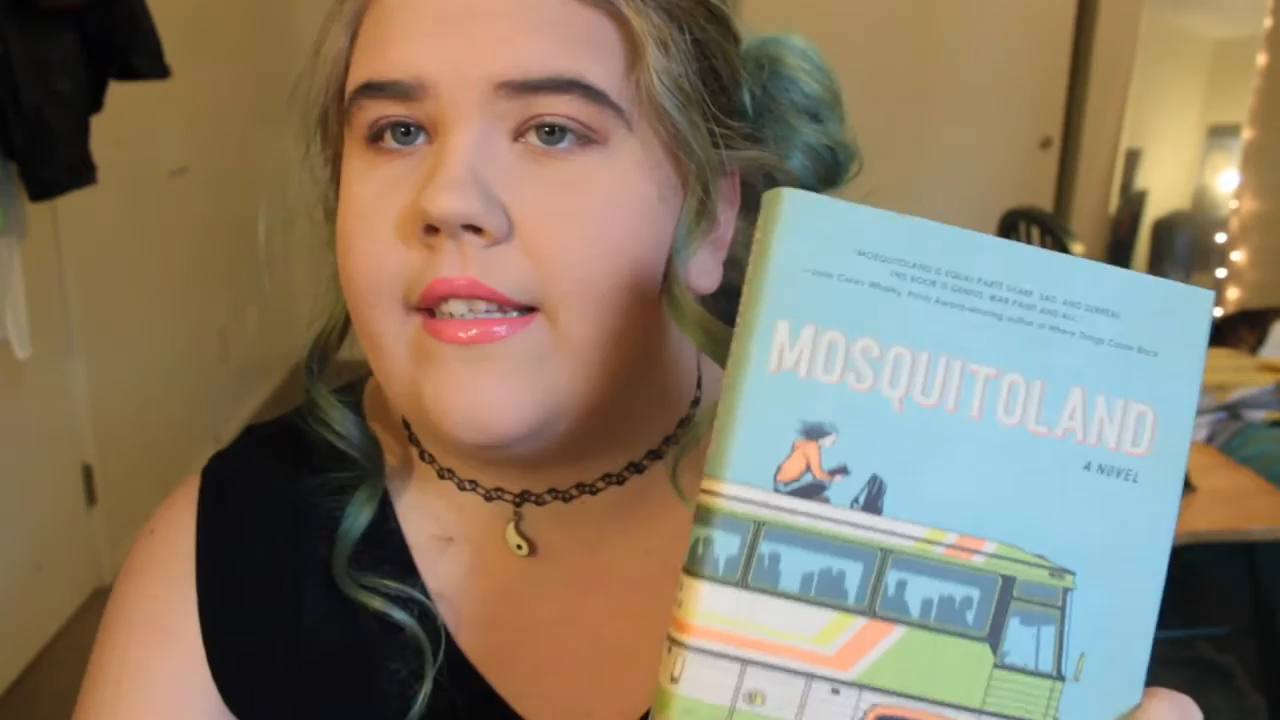 "MOSQUITOLAND IS EQUAL PARTS SHARP, SAD, AND SURREAL.
THIS BOOK IS GENIUS, WAR PAINT AND ALL."
—John Corey Whaley, Printz Award–winning author of Where Things Come Back
MOSQUITOLAND
A NOVEL